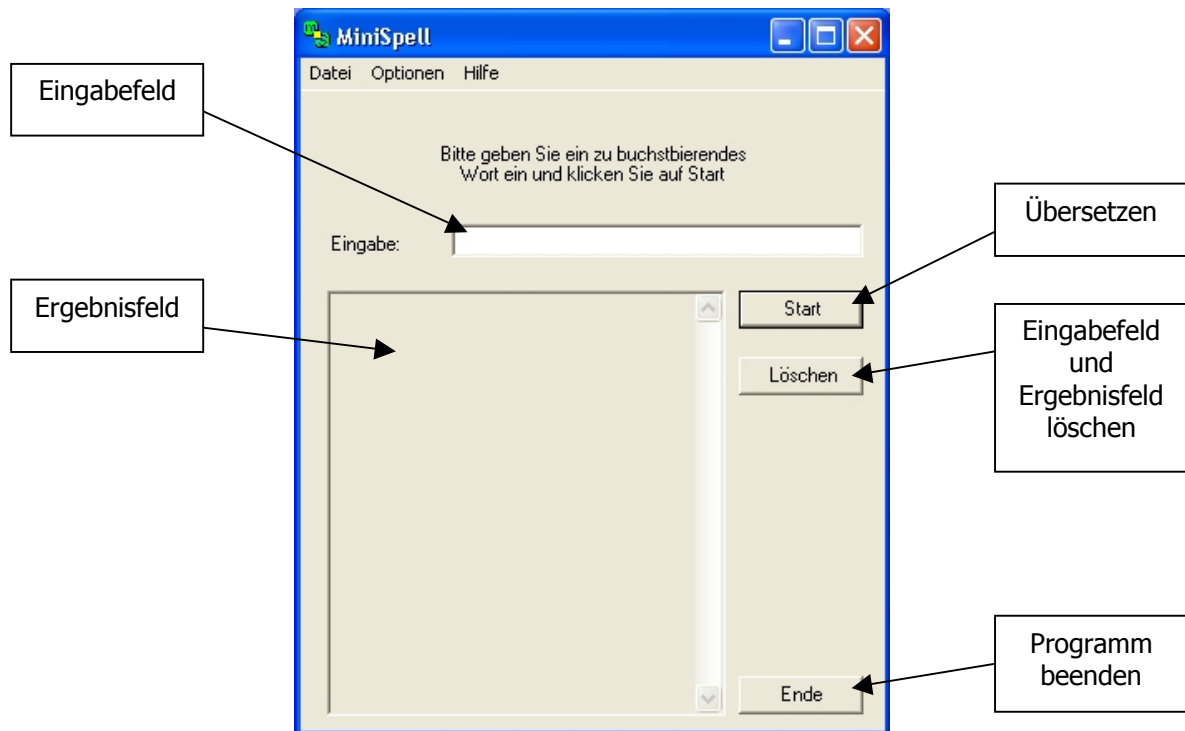 MiniSpell
Datei Optionen Hilfe
Eingabefeld
Bitte geben Sie ein zu buchstbierendes
Wort ein und klicken Sie auf Start
Übersetzen
Eingabe:
Ergebnisfeld
Start
Eingabefeld
und
Ergebnisfeld
löschen
Löschen
Programm
beenden
Ende